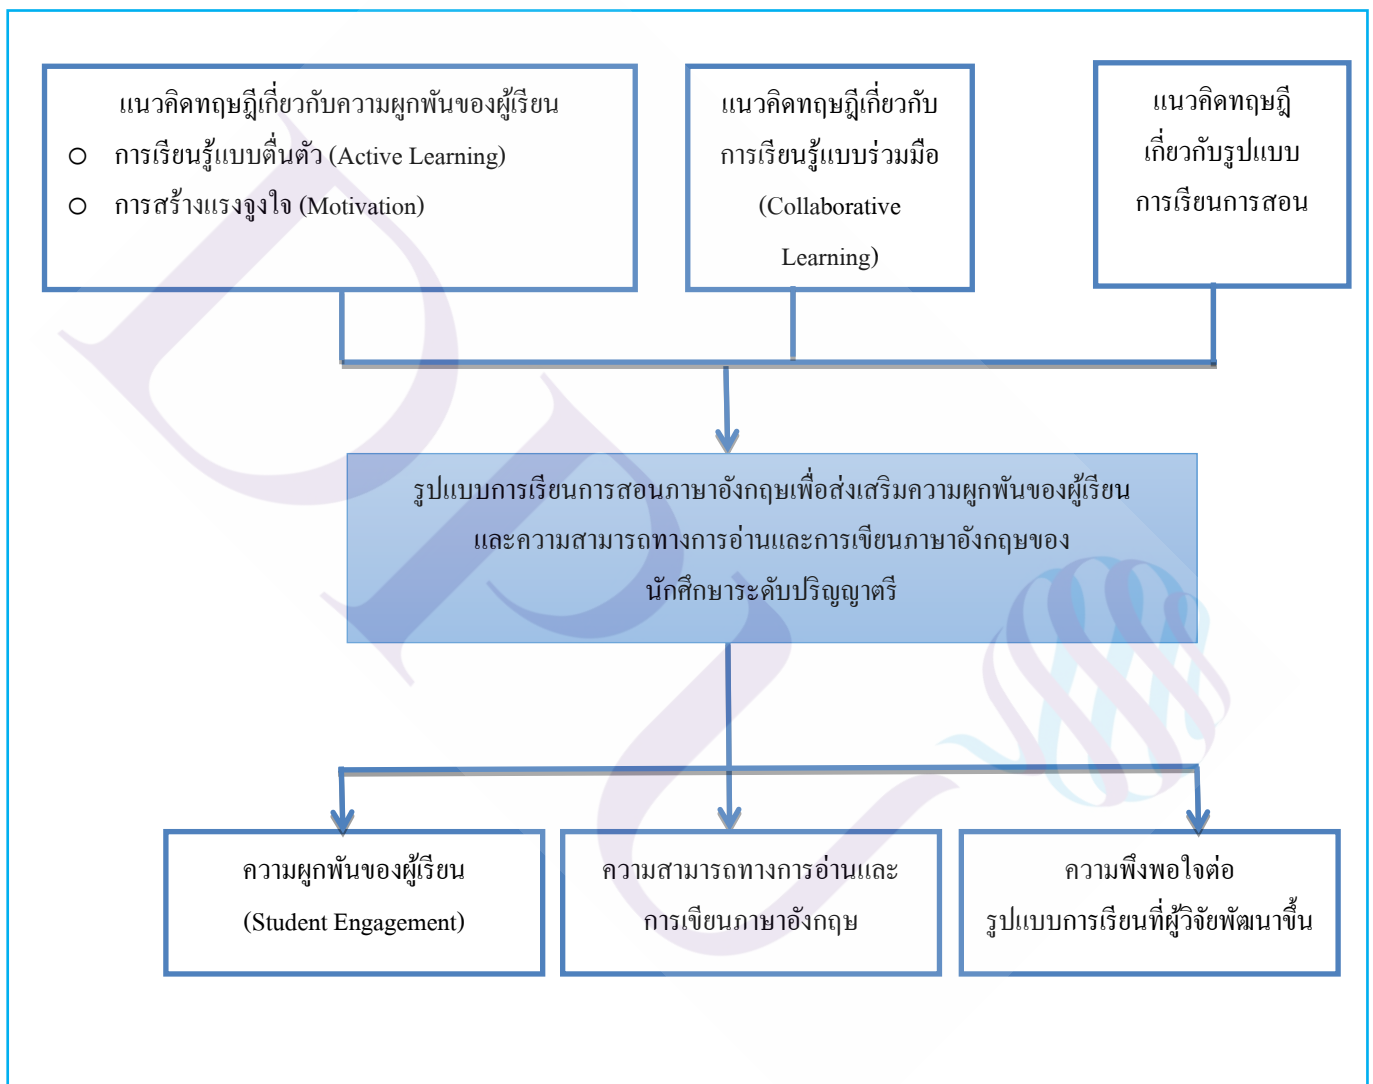 แนวคิดทฤษฎีเกี่ยวกับความผูกพันของผู้เรียน
○ การเรียนรู้แบบตื่นตัว (Active Learning)
○ การสร้างแรงจูงใจ (Motivation)
แนวคิดทฤษฎีเกี่ยวกับ
การเรียนรู้แบบร่วมมือ
(Collaborative
Learning)
แนวคิดทฤษฎี
เกี่ยวกับรูปแบบ
การเรียนการสอน
รูปแบบการเรียนการสอนภาษาอังกฤษเพื่อส่งเสริมความผูกพันของผู้เรียน
และความสามารถทางการอ่านและการเขียนภาษาอังกฤษของ
นักศึกษาระดับปริญญาตรี
ความผูกพันของผู้เรียน
(Student Engagement)
ความสามารถทางการอ่านและ
การเขียนภาษาอังกฤษ
ความพึงพอใจต่อ
รูปแบบการเรียนที่ผู้วิจัยพัฒนาขึ้น
DPU